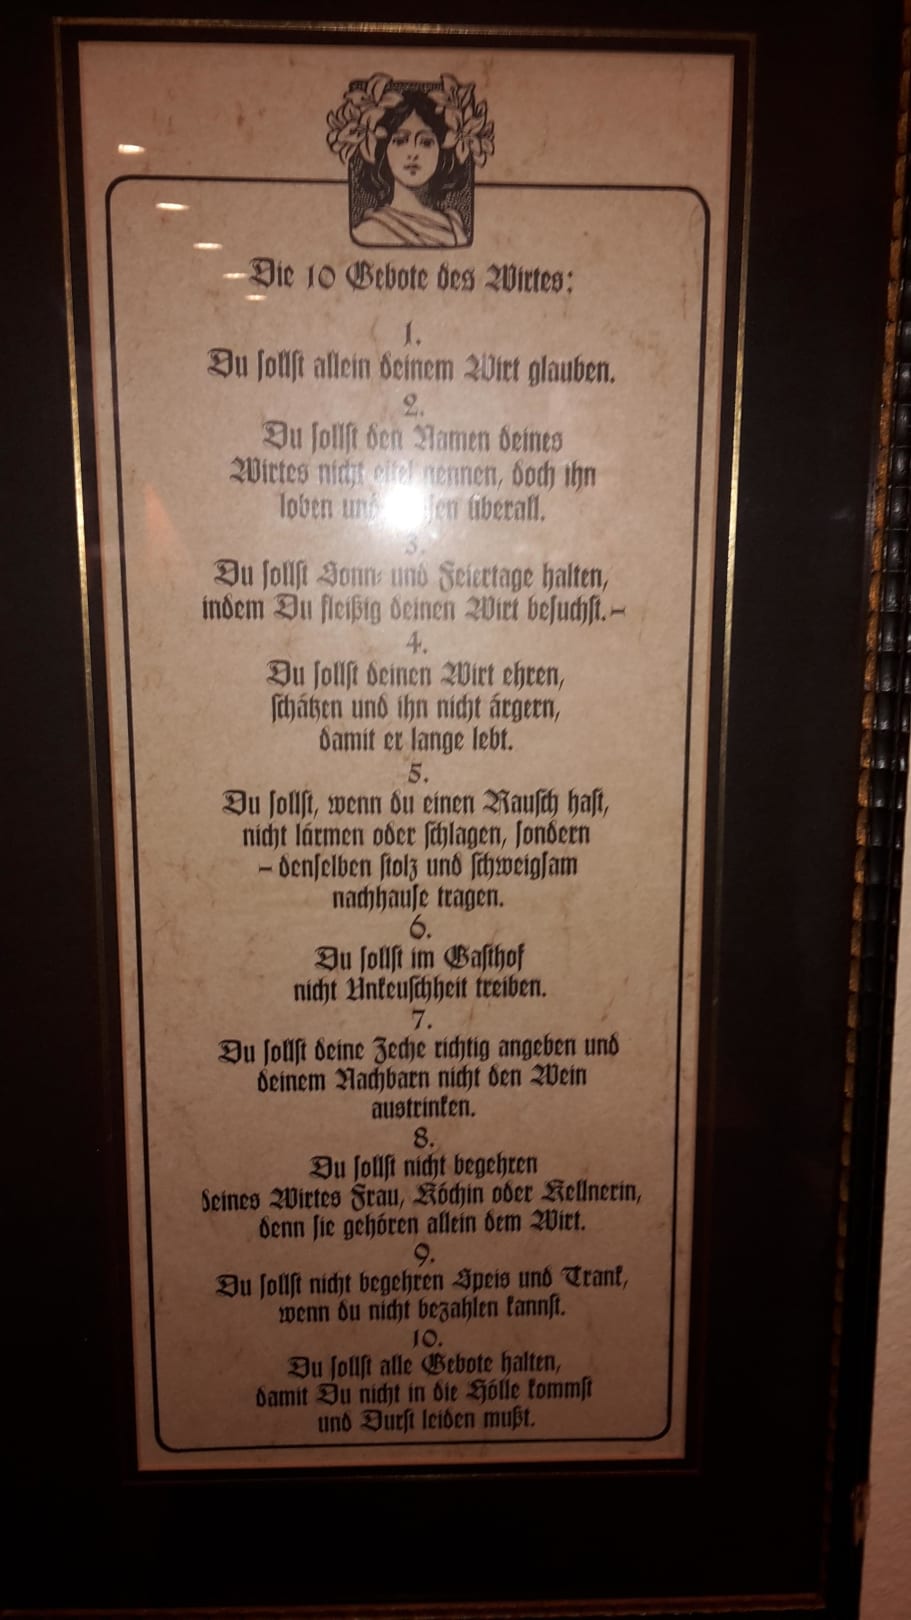 Die 10 Gebote des Wirtes:
1.
Du sollst allein deinem Wirt glauben.
2.
Du sollst den Namen deines
Wirtes nicht eitel nennen, doch ihn
loben und überall.
3.
Du sollst Sonn- und Feiertage halten,
indem Du fleißig deinen Wirt besuchst.–
4.
Du sollst deinen Wirt ehren,
schätzen und ihn nicht ärgern,
damit er lange lebt.
5.
Du sollst, wenn du einen Rausch hast,
nicht lärmen oder schlagen, sondern
– denselben stolz und schweigsam
nachhause tragen.
6.
Du sollst im Gasthof
nicht Unkeuschheit treiben.
7.
Du sollst deine Zeche richtig angeben und
deinem Nachbarn nicht den Wein
austrinken.
8.
Du sollst nicht begehren
deines Wirtes Frau, Köchin oder Kellnerin,
denn sie gehören allein dem Wirt.
9.
Du sollst nicht begehren Speis und Trank,
wenn du nicht bezahlen kannst.
10.
Du sollst alle Gebote halten,
damit Du nicht in die Hölle kommst
und Durst leiden mußt.